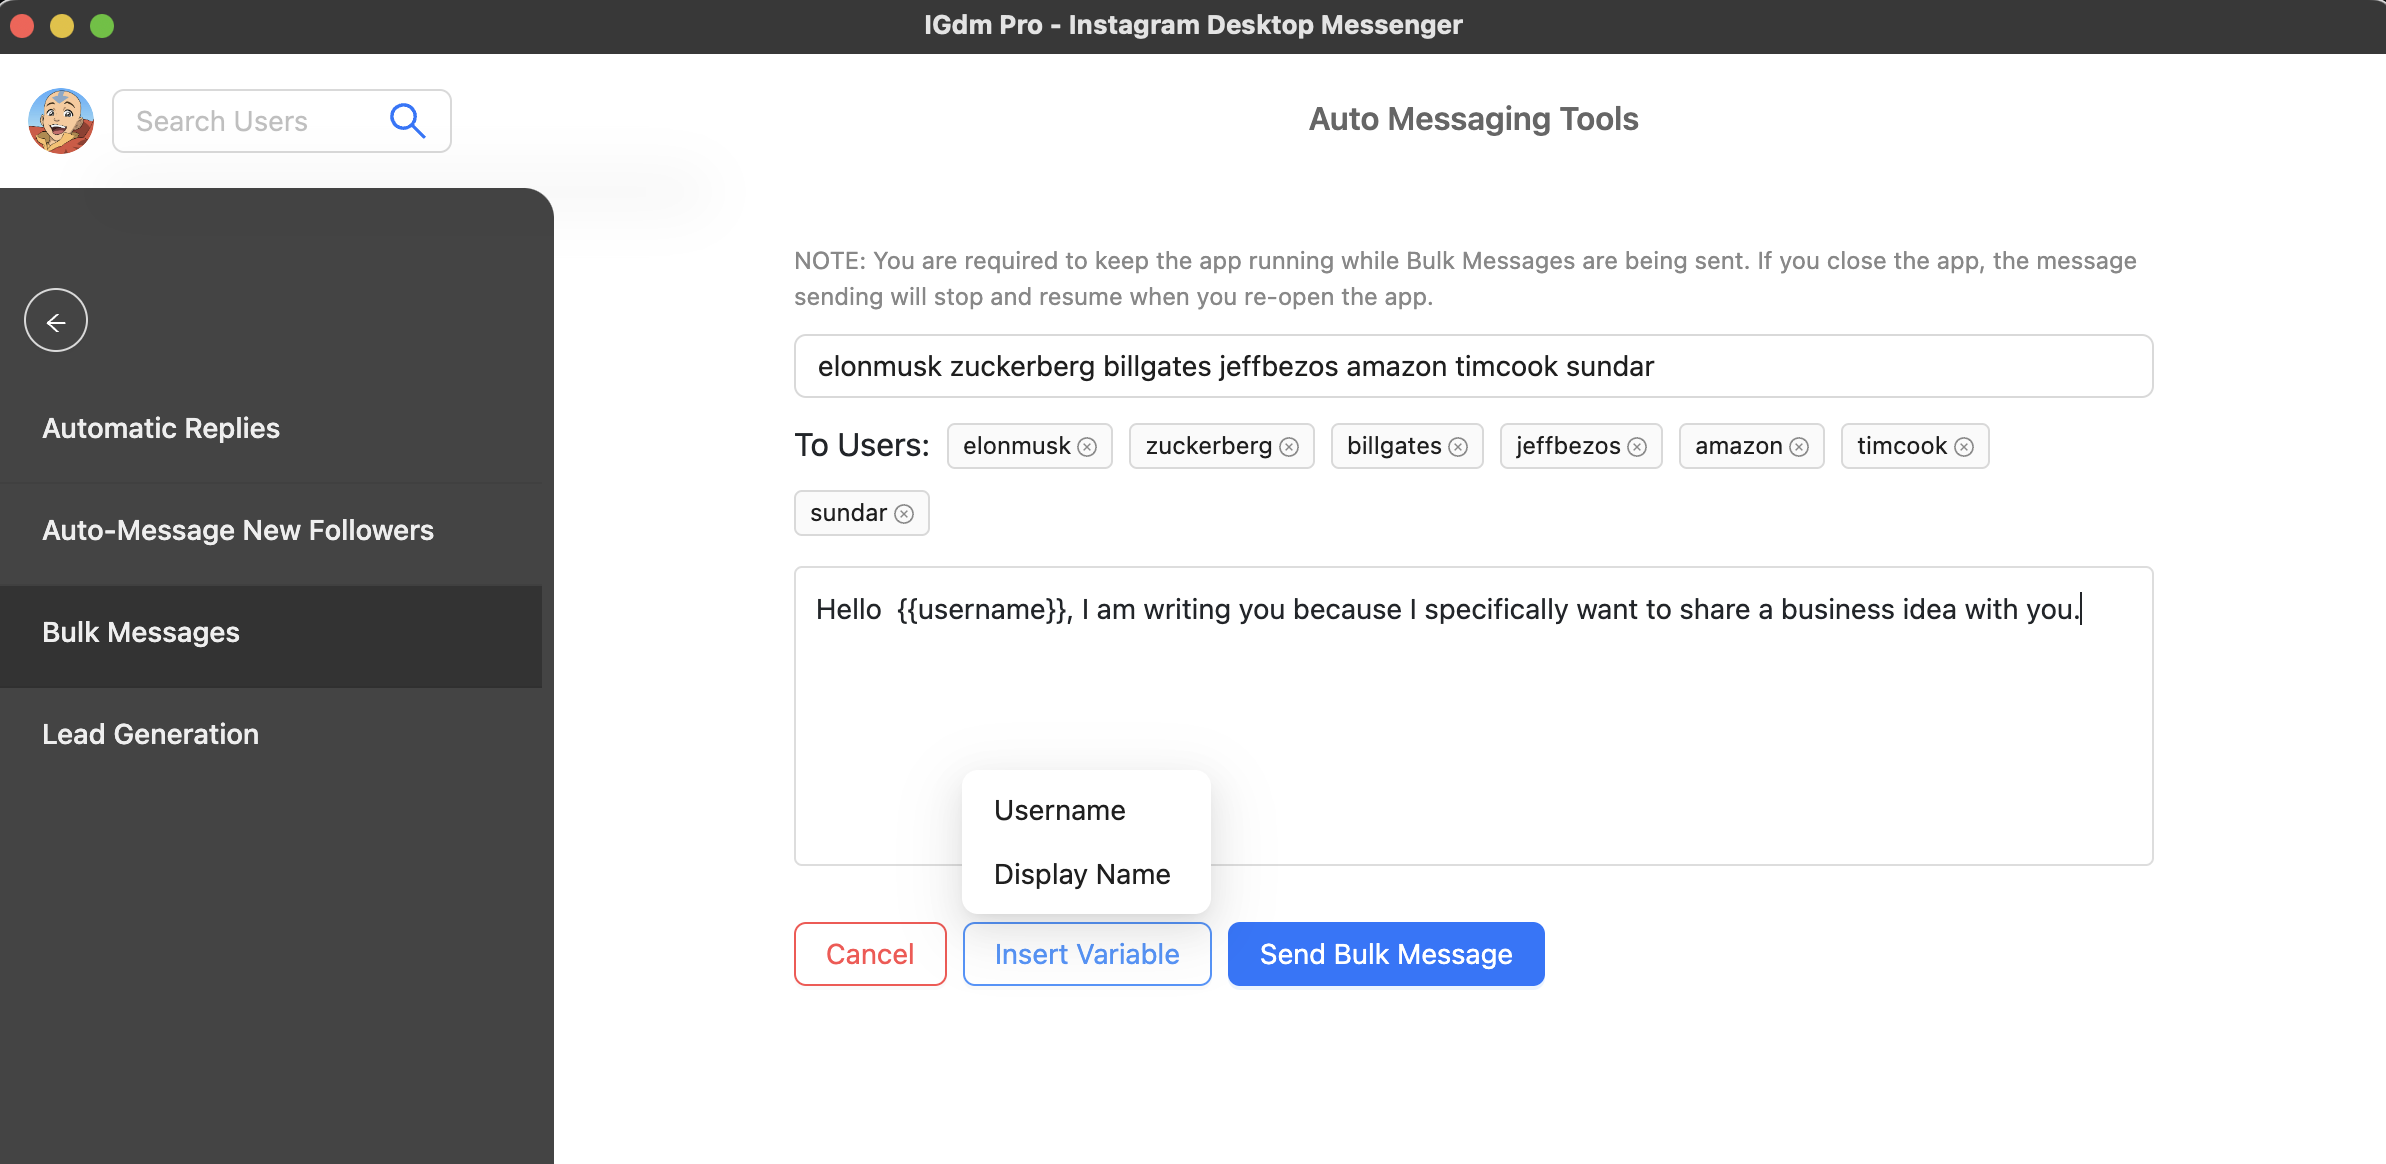 IGdm Pro - Instagram Desktop Messenger
Search Users
Auto Messaging Tools
Automatic Replies
Auto-Message New Followers
Bulk Messages
Lead Generation
NOTE: You are required to keep the app running while Bulk Messages are being sent. If you close the app, the message
sending will stop and resume when you re-open the app.
elonmusk zuckerberg billgates jeffbezos amazon timcook sundar
To Users: elonmusk zuckerberg billgates jeffbezos amazon timcook
sundar
Hello  {{username}}, I am writing you because I specifically want to share a business idea with you.
Username
Display Name
Cancel Insert Variable Send Bulk Message